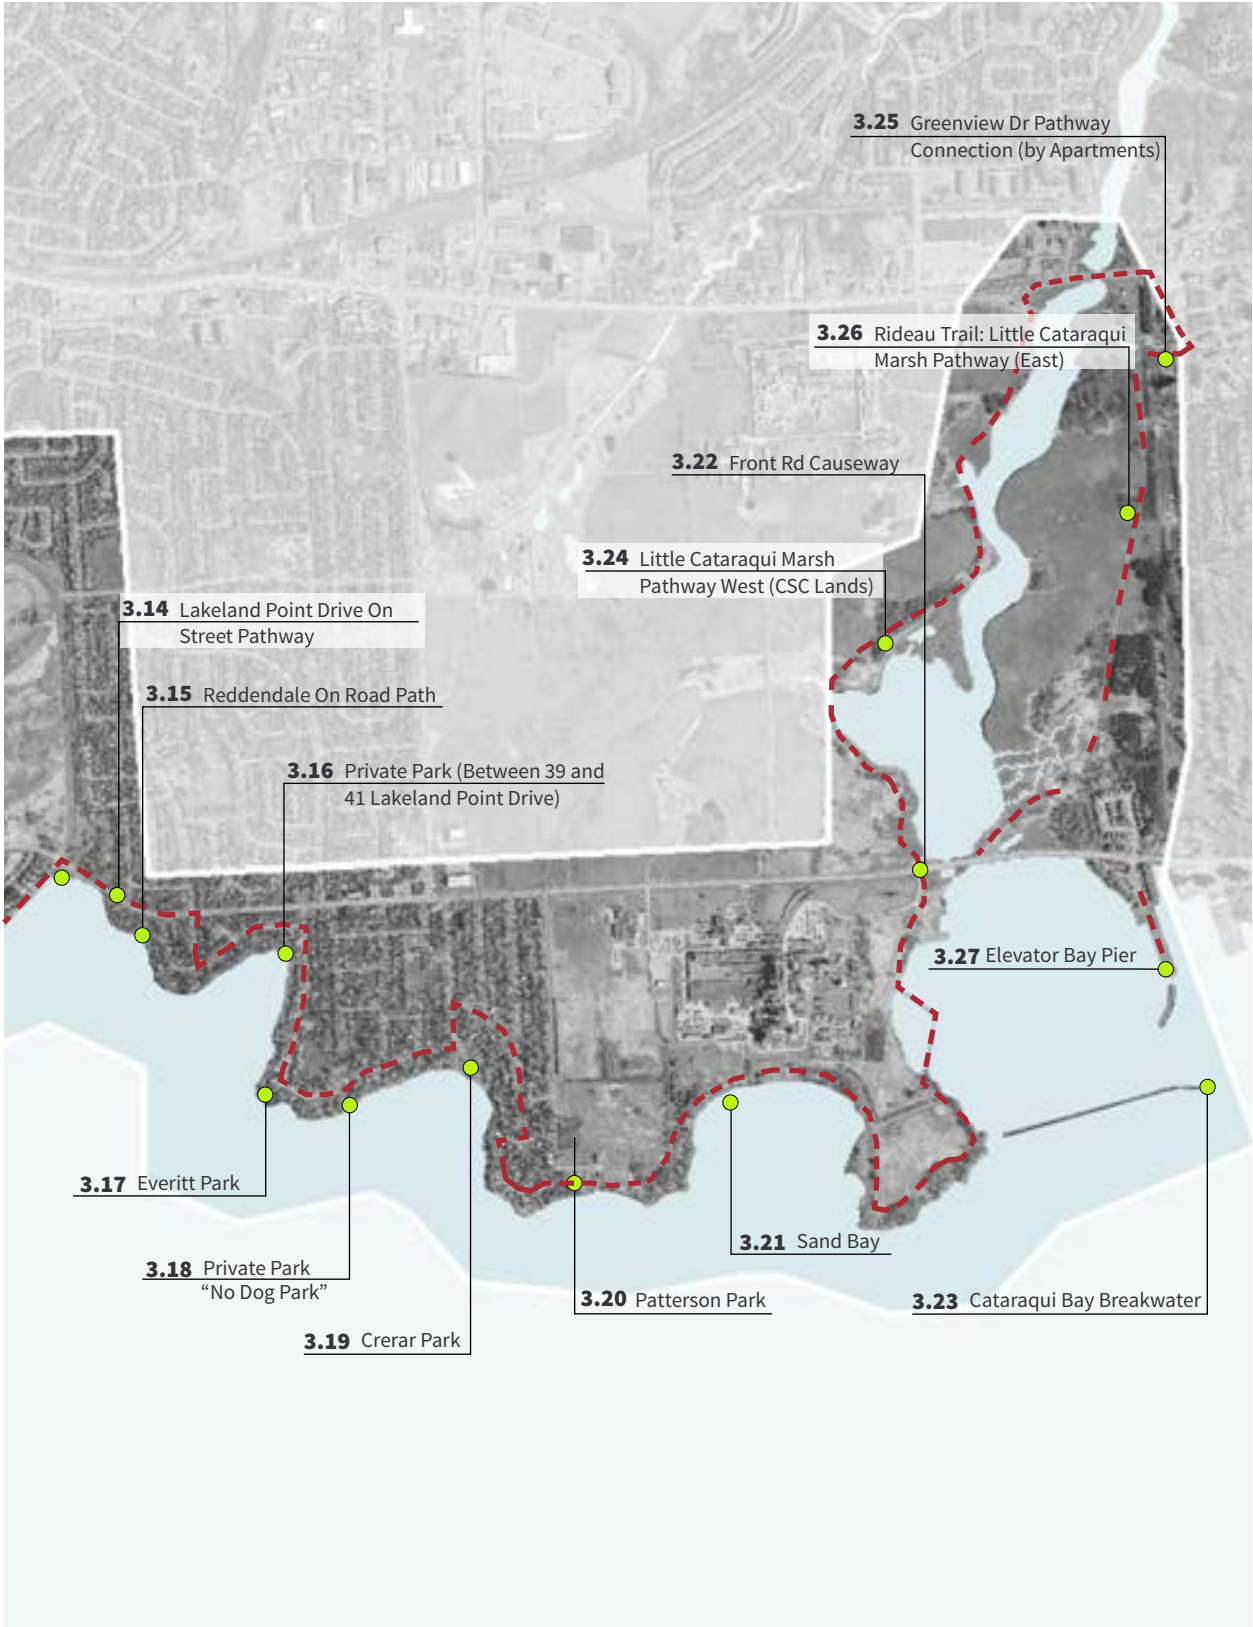 3.25 Greenview Dr Pathway
Connection (by Apartments)
3.26 Rideau Trail: Little Cataraqui
Marsh Pathway (East)
3.22 Front Rd Causeway
3.24 Little Cataraqui Marsh
Pathway West (CSC Lands)
3.14 Lakeland Point Drive On
Street Pathway
3.15 Reddendale On Road Path
3.16 Private Park (Between 39 and
41 Lakeland Point Drive)
3.27 Elevator Bay Pier
3.17 Everitt Park
3.21 Sand Bay
3.18 Private Park
“No Dog Park”
3.20 Patterson Park
3.23 Cataraqui Bay Breakwater
3.19 Crerar Park